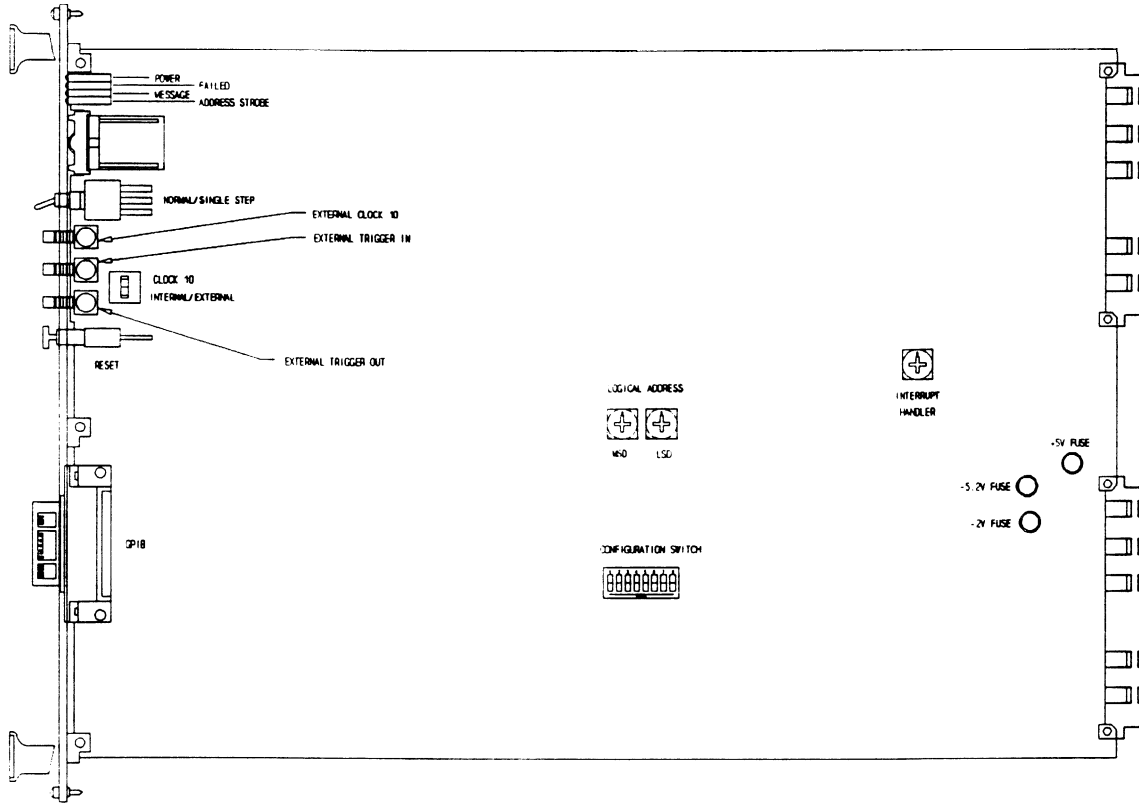 POWER
FAILED
MESSAGE
ADDRESS STROBE
NORMAL/SINGLE STEP
EXTERNAL CLOCK 10
EXTERNAL TRIGGER IN
CLOCK 10
INTERNAL/EXTERNAL
EXTERNAL TRIGGER OUT
RESET
LOGICAL ADDRESS
MSD LSD
INTERRUPT
HANDLER
+5V FUSE
-5.2V FUSE
-2V FUSE
GPIB
CONFIGURATION SWITCH